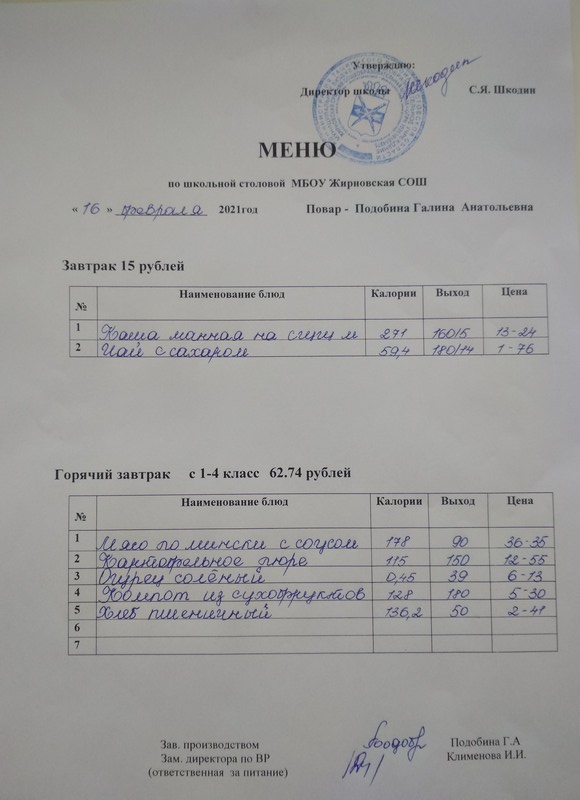 Утверждаю:
Директор школы С.Я. Шкодин
МЕНЮ
по школьной столовой МБОУ Жирновская СОШ
« 16 » февраля 2021год Повар - Подобина Галина Анатольевна
Завтрак 15 рублей
№ Наименование блюд Калории Выход Цена
1 Каша манная на сгущ м 271 160/5 13-24
2 Чай с сахаром 59,4 180/14 1-76
Горячий завтрак с 1-4 класс 62.74 рублей
№ Наименование блюд Калории Выход Цена
1 Мясо по мински с соусом 178 90 36-35
2 Картофельное пюре 115 150 12-55
3 Огурец солёный 0,45 39 6-13
4 Компот из сухофруктов 128 180 5-30
5 Хлеб пшеничный 136,2 50 2-41
6
7
Зав. производством Подобина Г.А
Зам. директора по ВР Клименова И.И.
(ответственная за питание)